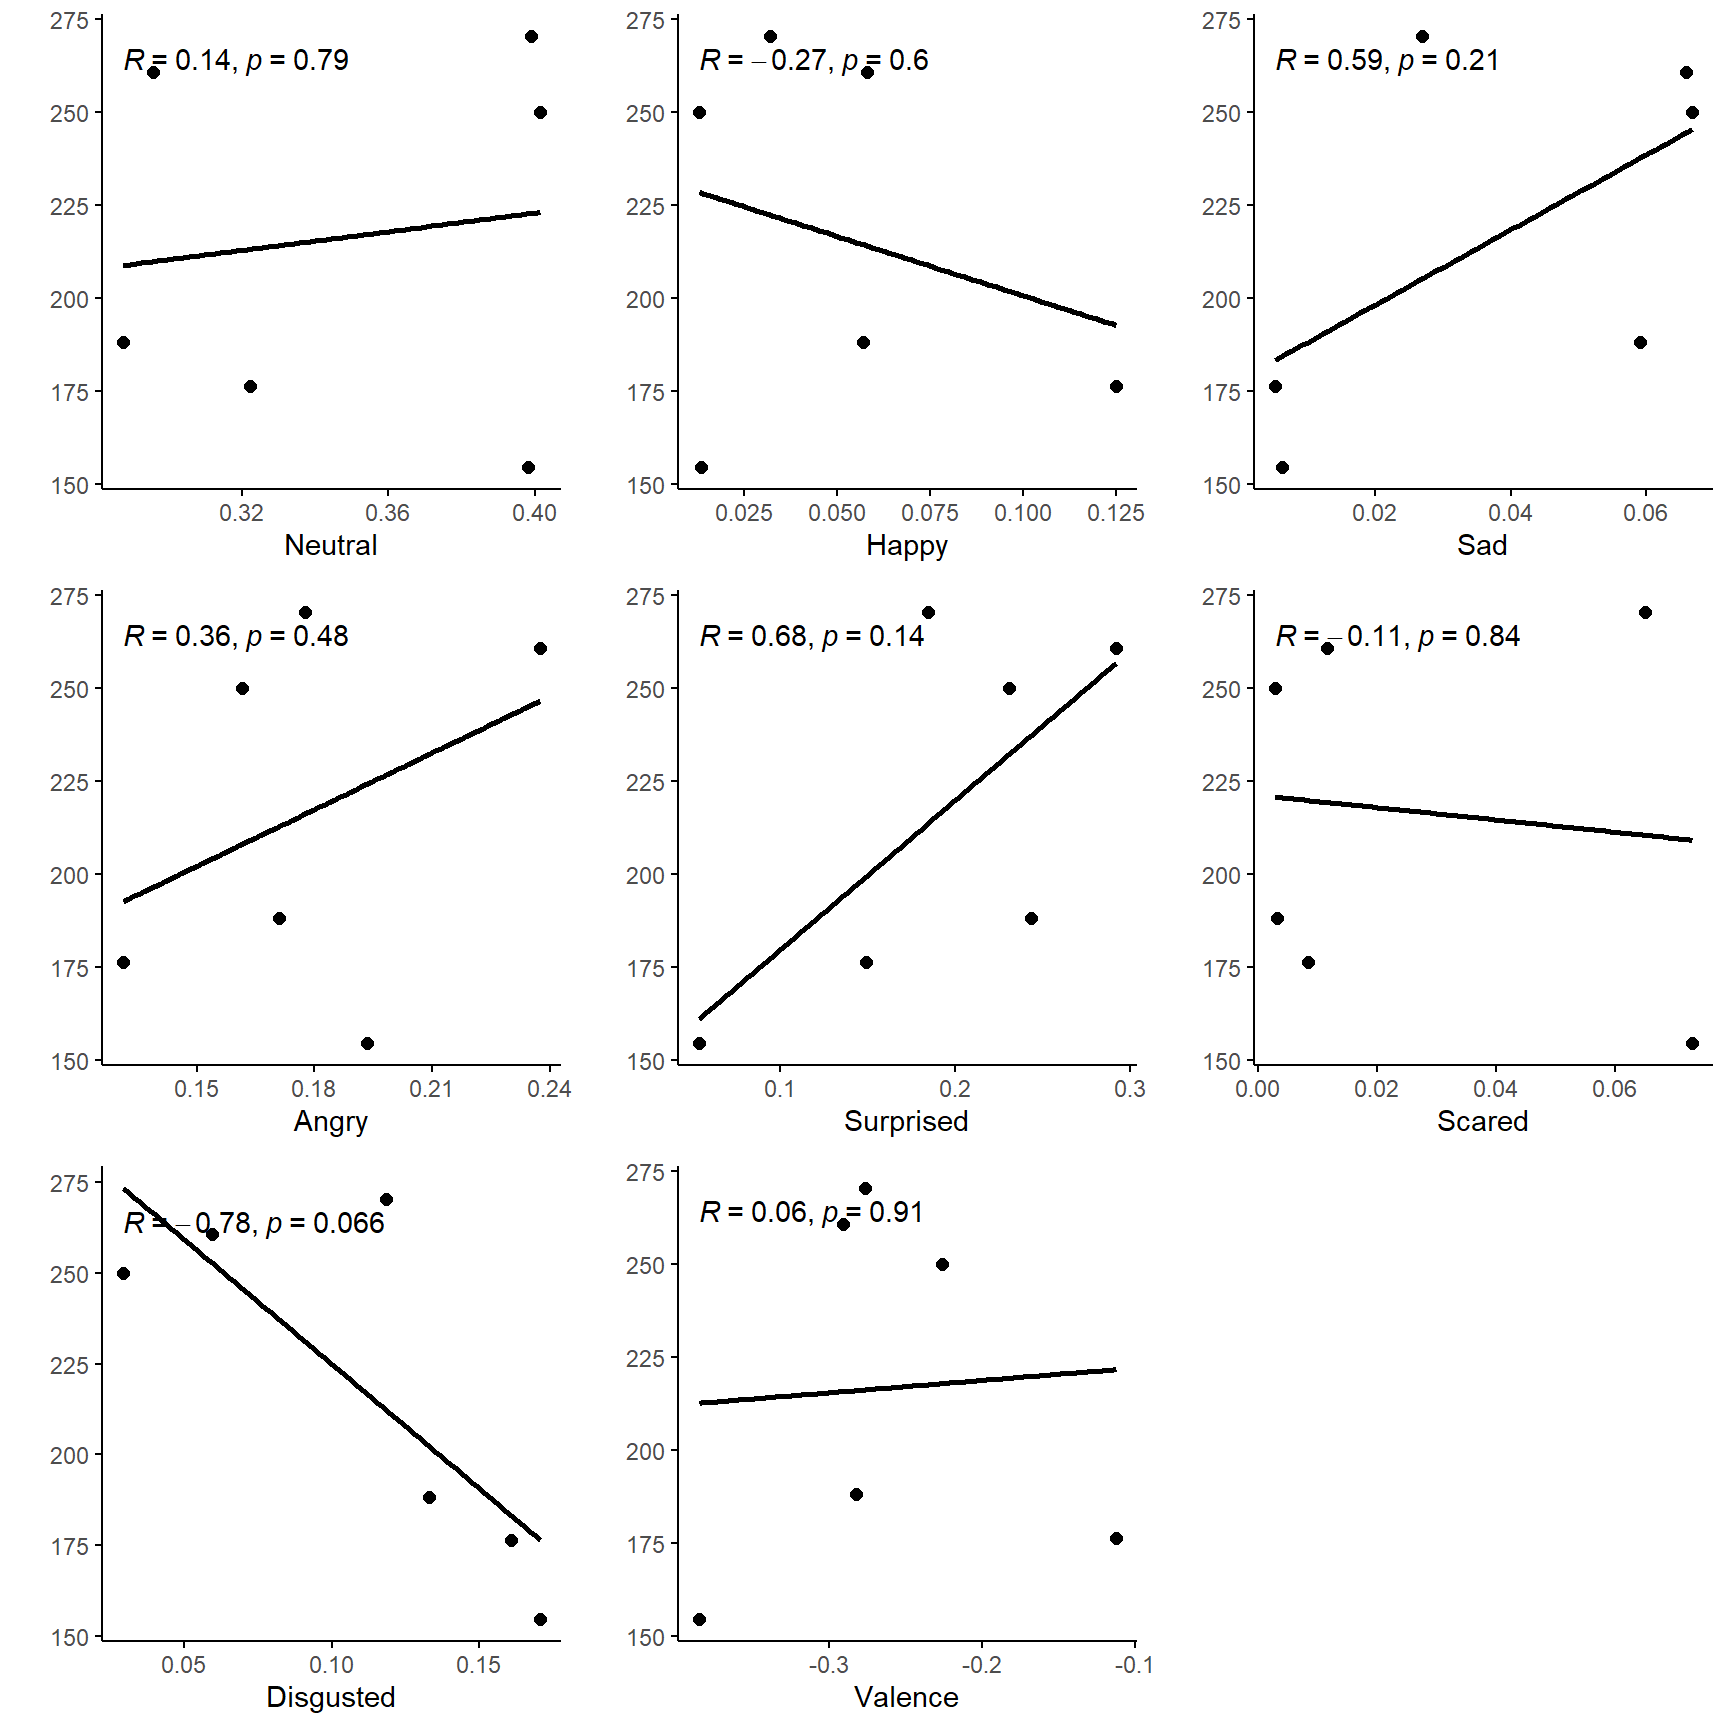 275
R = 0.14, p = 0.79
250
225
200
175
150
0.32 0.36 0.40
Neutral
275
R = −0.27, p = 0.6
250
225
200
175
150
0.025 0.050 0.075 0.100 0.125
Happy
275
R = 0.59, p = 0.21
250
225
200
175
150
0.02 0.04 0.06
Sad
275
R = 0.36, p = 0.48
250
225
200
175
150
0.15 0.18 0.21 0.24
Angry
275
R = 0.68, p = 0.14
250
225
200
175
150
0.1 0.2 0.3
Surprised
275
R = −0.11, p = 0.84
250
225
200
175
150
0.00 0.02 0.04 0.06
Scared
275
R = −0.78, p = 0.066
250
225
200
175
150
0.05 0.10 0.15
Disgusted
275
R = 0.06, p = 0.91
250
225
200
175
150
-0.3 -0.2 -0.1
Valence